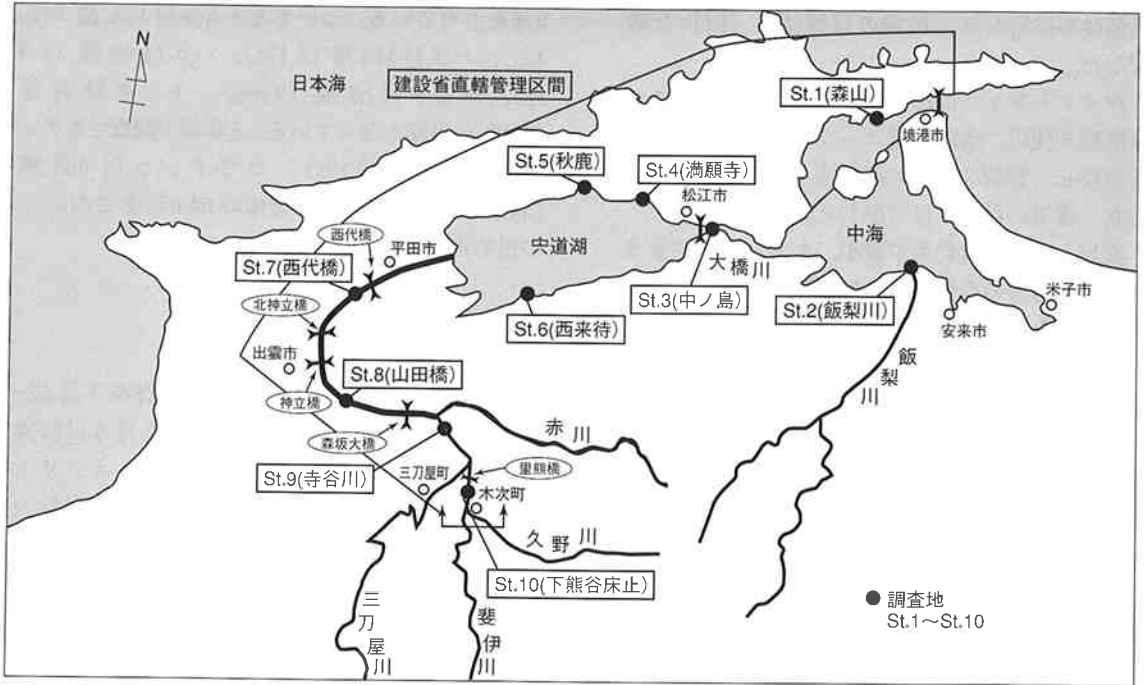 N
日本海
建設省直轄管理区間
St.1(森山)
境港市
St.5(秋鹿)
St.4(満願寺)
松江市
中海
西代橋
平田市
宍道湖
St.7(西代橋)
大橋川
St.3(中ノ島)
St.2(飯梨川)
米子市
安来市
北神立橋
St.6(西来待)
出雲市
飯梨川
St.8(山田橋)
神立橋
森坂大橋
赤川
St.9(寺谷川)
三刀屋町
里熊橋
木次町
久野川
St.10(下熊谷床止)
三刀屋川
斐伊川
● 調査地
St.1～St.10